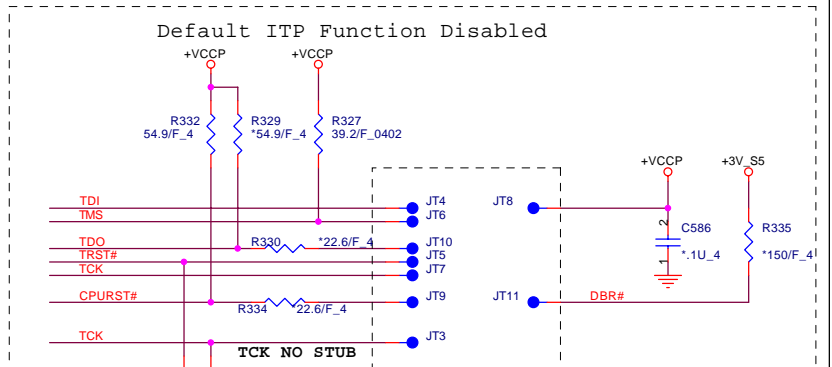 Default ITP Function Disabled
+VCCP
+VCCP
R332
54.9/F_4
R329
*54.9/F_4
R327
39.2/F_0402
+VCCP
+3V_S5
TDI
JT4
JT8
TMS
JT6
2
C586
R335
TDO
R330
*22.6/F_4
JT10
*.1U_4
*150/F_4
TRST#
JT5
1
TCK
JT7
CPURST#
R334
*22.6/F_4
JT9
JT11
DBR#
TCK
JT3
TCK NO STUB